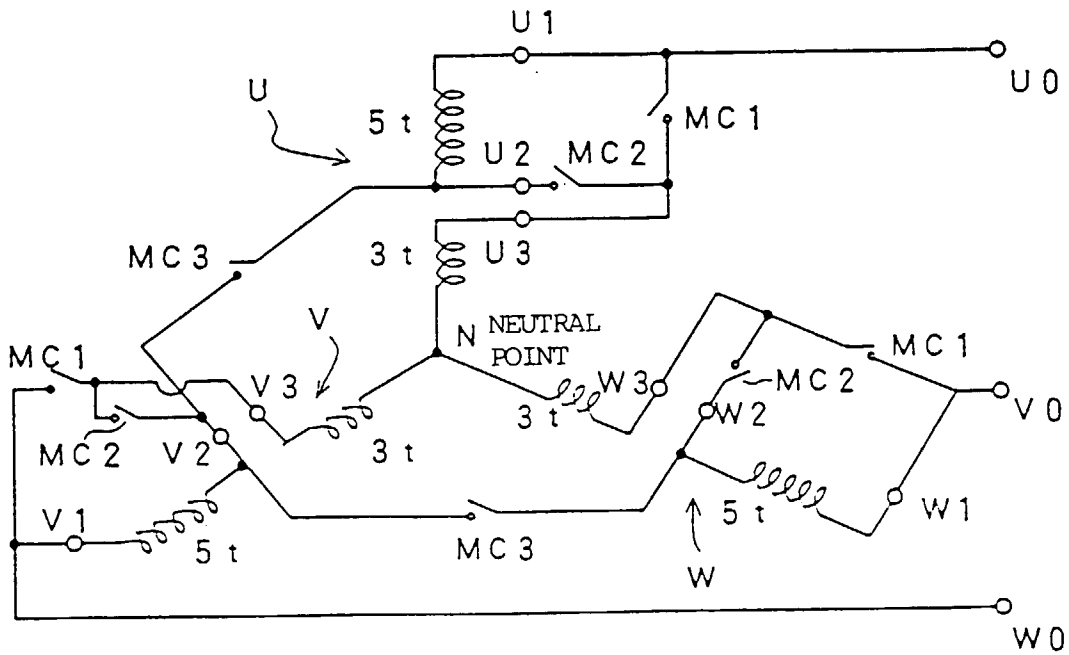 U1
U0
U
5t
MC1
U2
MC2
U3
3t
MC3
V
N NEUTRAL POINT
MC1
MC1
V3
W3
MC2
V0
3t
W2
MC2
V2
3t
V1
5t
5t
W1
MC3
W
W0